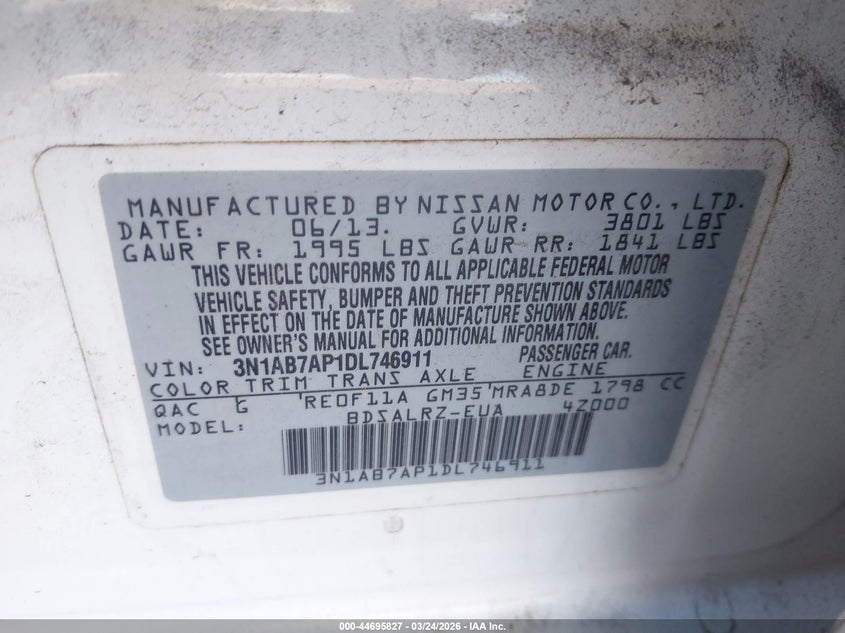 MANUFACTURED BY NISSAN MOTOR CO., LTD.
DATE: 06/13. GVWR: 3801 LBS
GAWR FR: 1995 LBS GAWR RR: 1841 LBS
THIS VEHICLE CONFORMS TO ALL APPLICABLE FEDERAL MOTOR
VEHICLE SAFETY, BUMPER AND THEFT PREVENTION STANDARDS
IN EFFECT ON THE DATE OF MANUFACTURE SHOWN ABOVE.
SEE OWNER'S MANUAL FOR ADDITIONAL INFORMATION.
VIN: 3N1AB7AP1DL746911 PASSENGER CAR.
COLOR TRIM TRANS AXLE ENGINE
QAC G RE0F11A GM35 MRA8DE 1798 CC
MODEL: BDSALRZ-EUA 4Z000
3N1AB7AP1DL746911
000-44695827 - 03/24/2026 - IAA Inc.